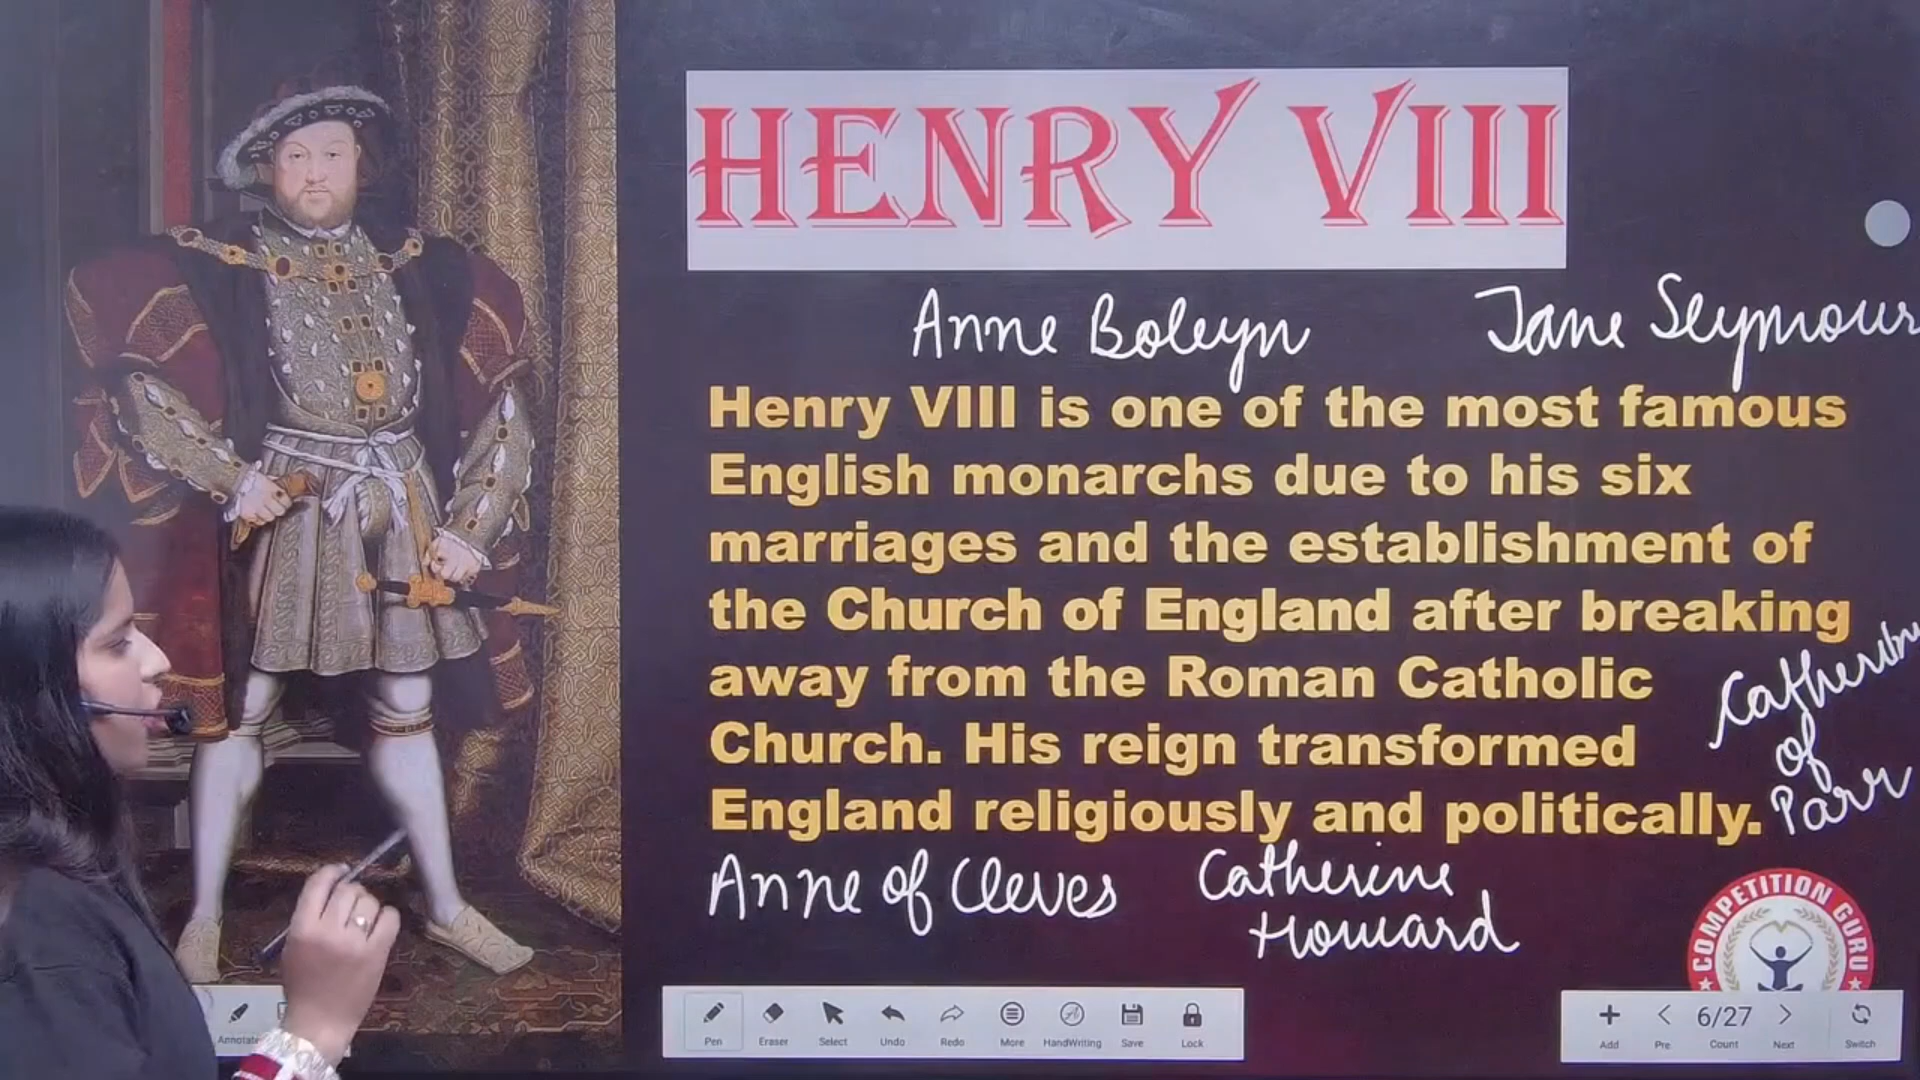 HENRY VIII
Anne Boleyn
Jane Seymour
Henry VIII is one of the most famous
English monarchs due to his six
marriages and the establishment of
the Church of England after breaking
away from the Roman Catholic
Church. His reign transformed
England religiously and politically.
Catherine
of
Parr
Anne of Cleves
Catherine
Howard
COMPETITION GURU
Annotate
Pen
Eraser
Select
Undo
Redo
More
HandWriting
Save
Lock
Add
Pre
6/27
Count
Next
Switch